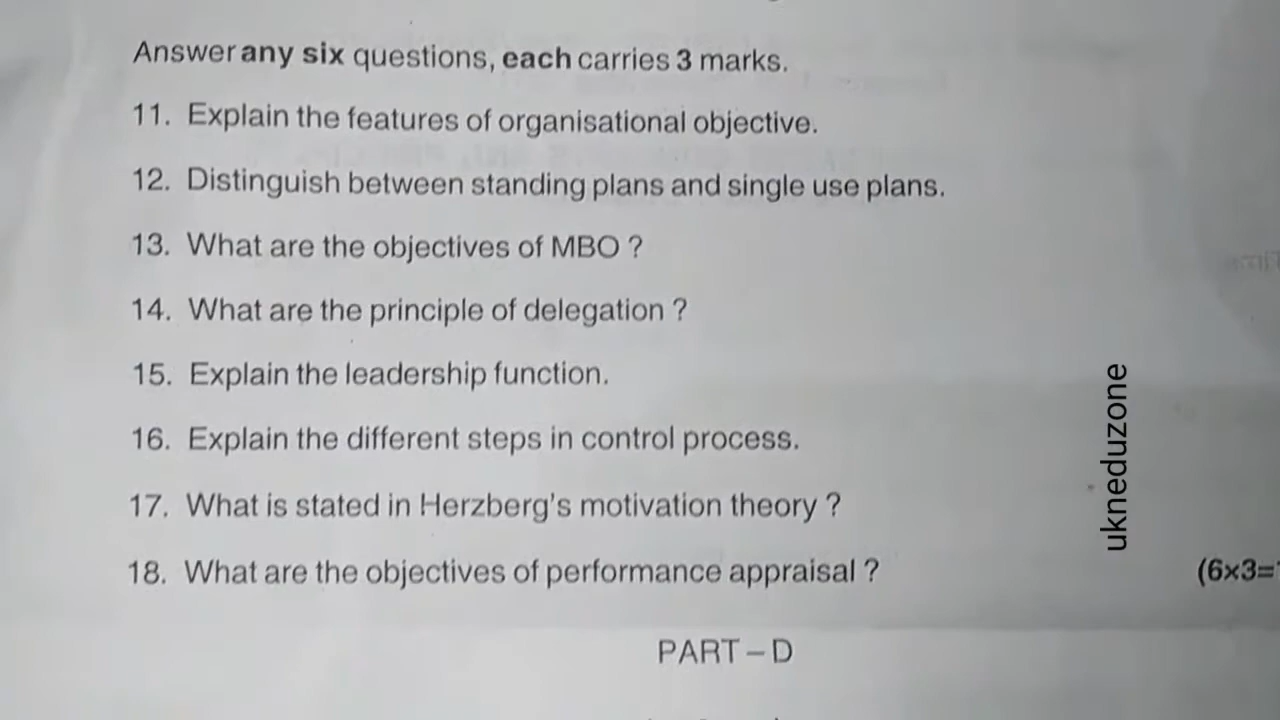 Answer any six questions, each carries 3 marks.
11. Explain the features of organisational objective.
12. Distinguish between standing plans and single use plans.
13. What are the objectives of MBO ?
14. What are the principle of delegation ?
15. Explain the leadership function.
16. Explain the different steps in control process.
17. What is stated in Herzberg's motivation theory ?
18. What are the objectives of performance appraisal ?
(6×3=
PART – D
ukneduzone